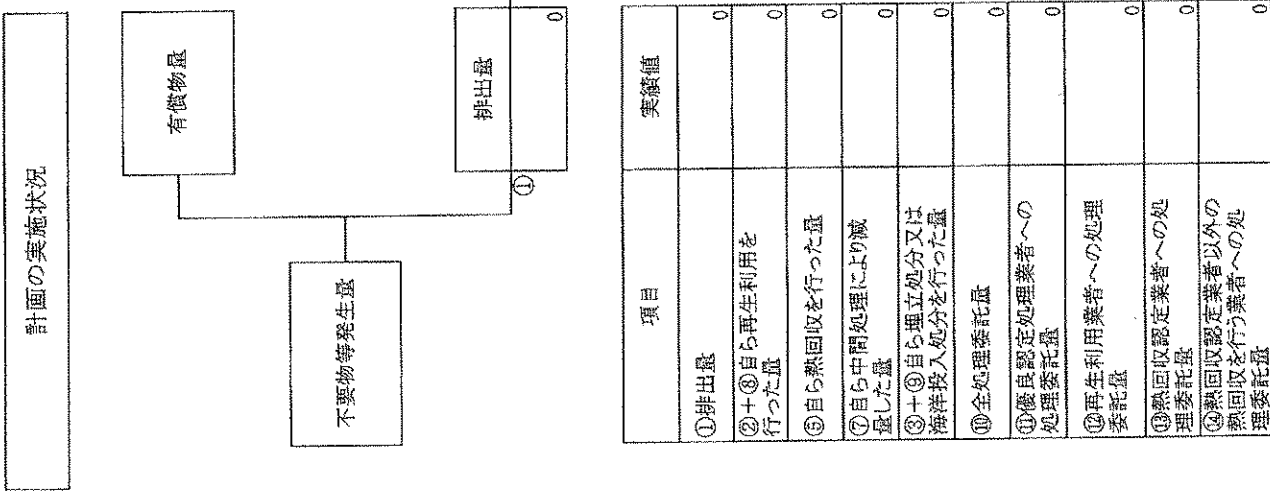 計画の実施状況
有償物量
不要物等発生量
①
排出量
0
項目
実績値
①排出量
0
②+⑧自ら再生利用を
行った量
0
⑤自ら熱回収を行った量
0
⑦自ら中間処理により減
量した量
0
③+⑨自ら埋立処分又は
海洋投入処分を行った量
0
⑩全処理委託量
0
⑪優良認定処理業者への
処理委託量
0
⑫再生利用業者への処理
委託量
0
⑬熱回収認定業者への処
理委託量
0
⑭熱回収認定業者以外の
熱回収を行う業者への処
理委託量
0